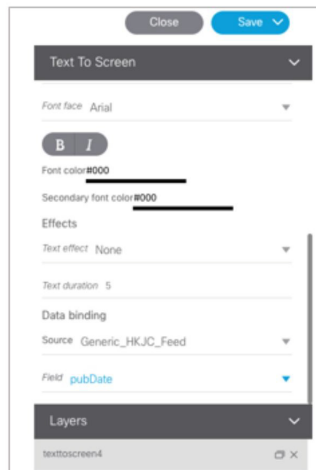 Close Save
Text To Screen
Font face Arial
B I
Font color#000
Secondary font color#000
Effects
Text effect None
Text duration 5
Data binding
Source Generic_HKJC_Feed
Field pubDate
Layers
texttoscreen4